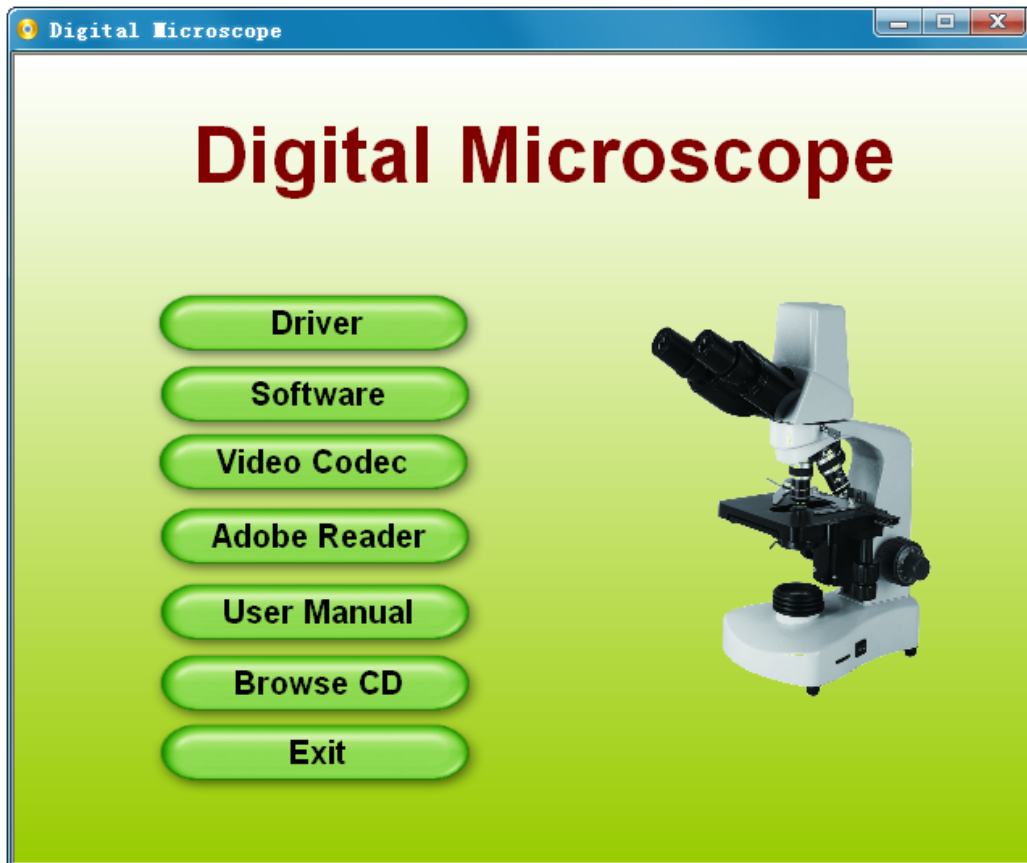 Digital Microscope
Digital Microscope
Driver
Software
Video Codec
Adobe Reader
User Manual
Browse CD
Exit